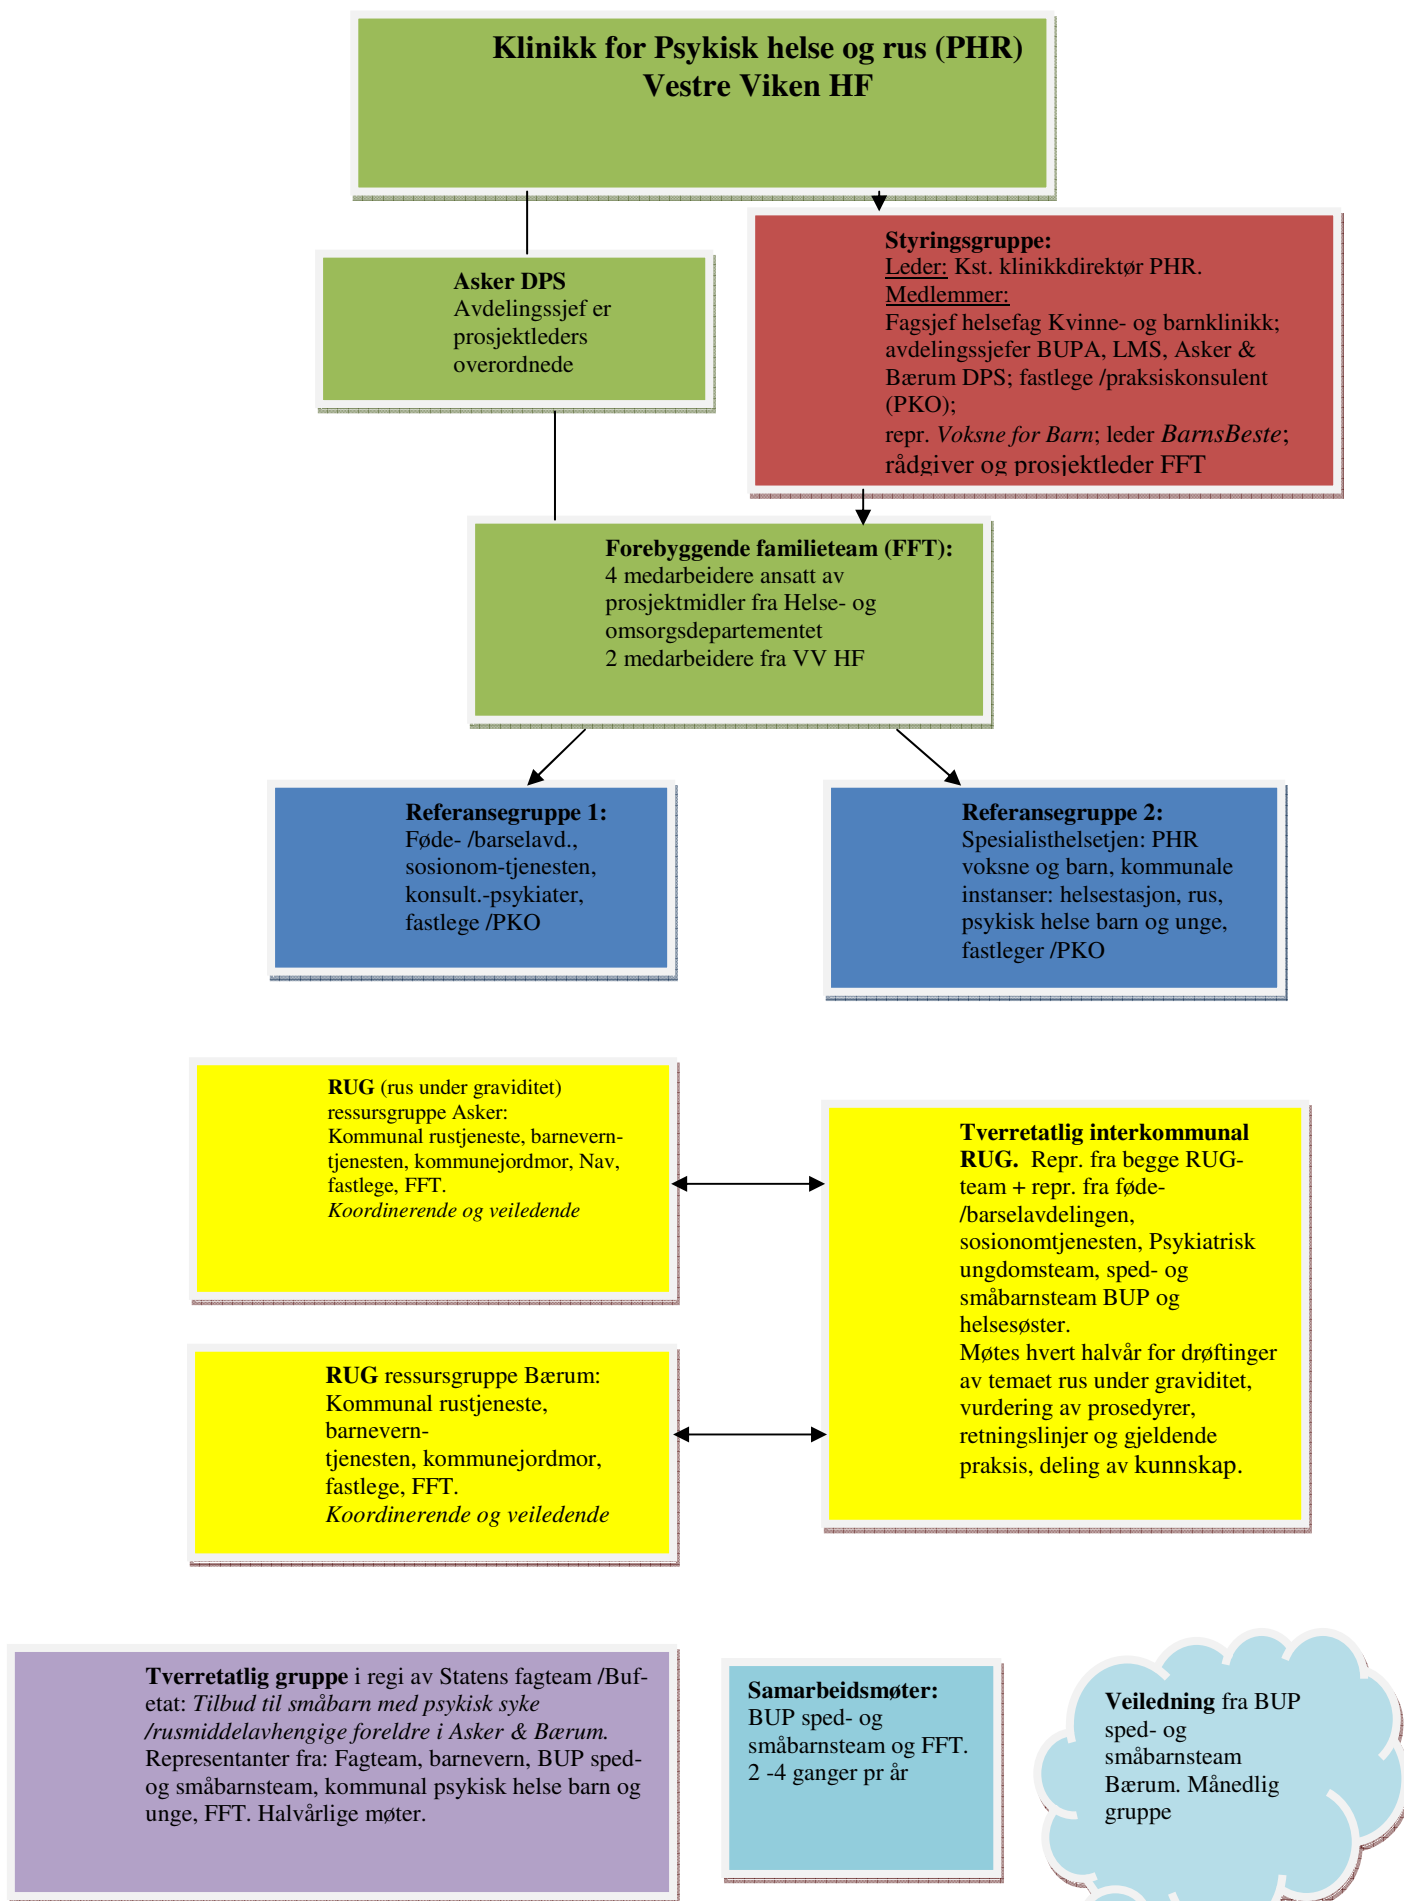 Klinikk for Psykisk helse og rus (PHR)
Vestre Viken HF
Asker DPS
Avdelingssjef er
prosjektleders
overordnede
Styringsgruppe:
Leder: Kst. klinikkdirektør PHR.
Medlemmer:
Fagsjef helsefag Kvinne- og barnklinikk;
avdelingssjefer BUPA, LMS, Asker &
Bærum DPS; fastlege /praksiskonsulent
(PKO);
repr. Voksne for Barn; leder BarnsBeste;
rådgiver og prosjektleder FFT
Forebyggende familieteam (FFT):
4 medarbeidere ansatt av
prosjektmidler fra Helse- og
omsorgsdepartementet
2 medarbeidere fra VV HF
Referansegruppe 1:
Føde- /barselavd.,
sosionom-tjenesten,
konsult.-psykiater,
fastlege /PKO
Referansegruppe 2:
Spesialisthelsetjen: PHR
voksne og barn, kommunale
instanser: helsestasjon, rus,
psykisk helse barn og unge,
fastleger /PKO
RUG (rus under graviditet)
ressursgruppe Asker:
Kommunal rustjeneste, barnevern-
tjenesten, kommunejordmor, Nav,
fastlege, FFT.
Koordinerende og veiledende
Tverretatlig interkommunal
RUG. Repr. fra begge RUG-
team + repr. fra føde-
/barselavdelingen,
sosionomtjenesten, Psykiatrisk
ungdomsteam, sped- og
småbarnsteam BUP og
helsesøster.
Møtes hvert halvår for drøftinger
av temaet rus under graviditet,
vurdering av prosedyrer,
retningslinjer og gjeldende
praksis, deling av kunnskap.
RUG ressursgruppe Bærum:
Kommunal rustjeneste,
barnevern-
tjenesten, kommunejordmor,
fastlege, FFT.
Koordinerende og veiledende
Tverretatlig gruppe i regi av Statens fagteam /Buf-
etat: Tilbud til småbarn med psykisk syke
/rusmiddelavhengige foreldre i Asker & Bærum.
Representanter fra: Fagteam, barnevern, BUP sped-
og småbarnsteam, kommunal psykisk helse barn og
unge, FFT. Halvårlige møter.
Samarbeidsmøter:
BUP sped- og
småbarnsteam og FFT.
2 -4 ganger pr år
Veiledning fra BUP
sped- og
småbarnsteam
Bærum. Månedlig
gruppe